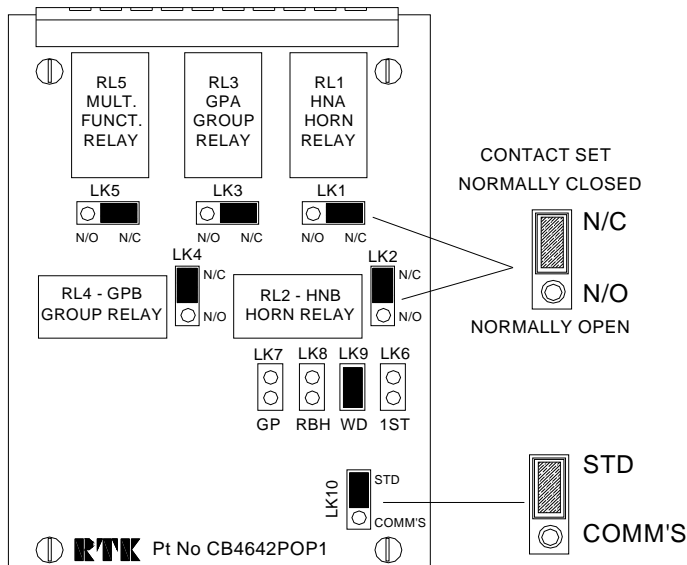 RL5
MULT.
FUNCT.
RELAY
RL3
GPA
GROUP
RELAY
RL1
HNA
HORN
RELAY
LK5
LK3
LK1
N/O N/C
N/O N/C
N/O N/C
LK4
N/C
N/O
LK2
N/C
N/O
RL4 - GPB
GROUP RELAY
RL2 - HNB
HORN RELAY
LK7 LK8 LK9 LK6
GP RBH WD 1ST
LK10
STD
COMM'S
RTK Pt No CB4642POP1
CONTACT SET
NORMALLY CLOSED
N/C
N/O
NORMALLY OPEN
STD
COMM'S